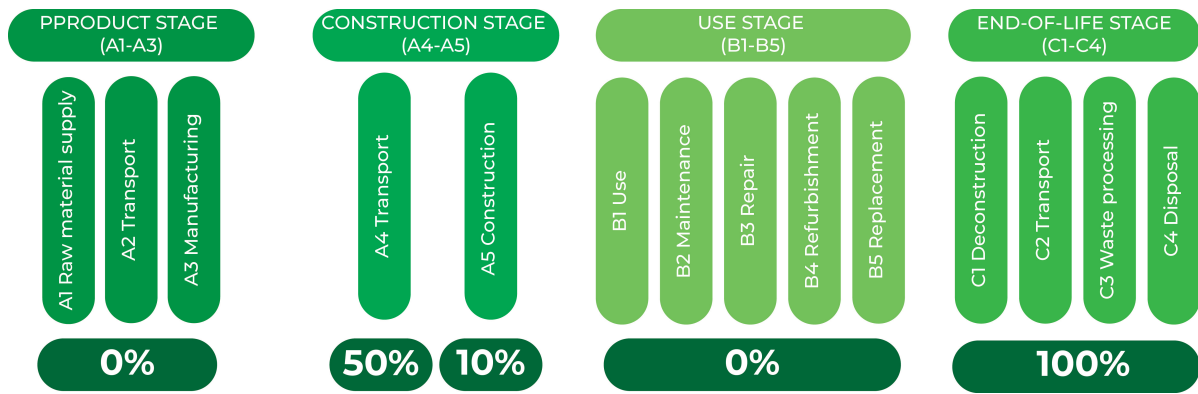 PPRODUCT STAGE
(A1-A3)
A1 Raw material supply
A2 Transport
A3 Manufacturing
0%
CONSTRUCTION STAGE
(A4-A5)
A4 Transport
A5 Construction
50%
10%
USE STAGE
(B1-B5)
B1 Use
B2 Maintenance
B3 Repair
B4 Refurbishment
B5 Replacement
0%
END-OF-LIFE STAGE
(C1-C4)
C1 Deconstruction
C2 Transport
C3 Waste processing
C4 Disposal
100%